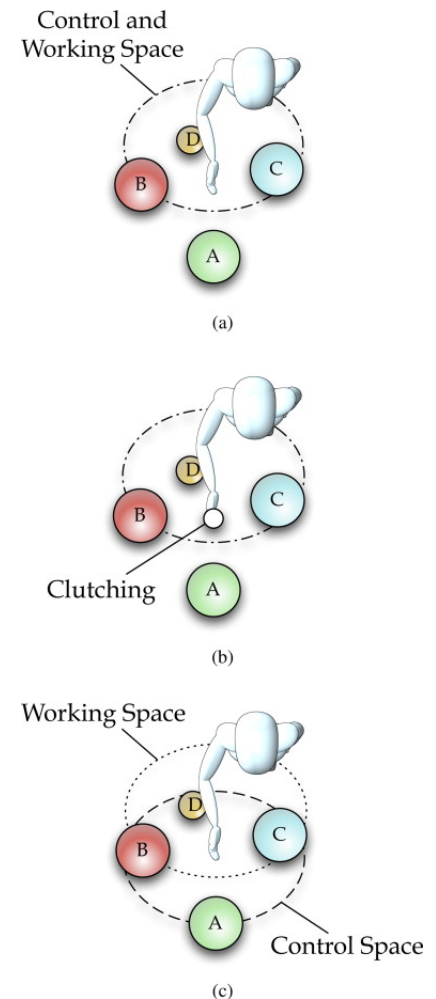 Control and
Working Space
D
B
C
A
(a)
D
B
C
Clutching
A
(b)
Working Space
D
B
C
A
Control Space
(c)